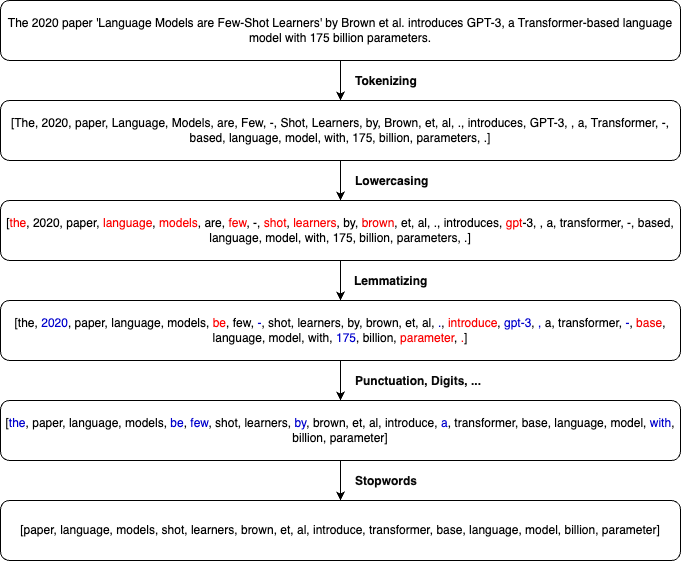 The 2020 paper 'Language Models are Few-Shot Learners' by Brown et al. introduces GPT-3, a Transformer-based language
model with 175 billion parameters.
Tokenizing
[The, 2020, paper, Language, Models, are, Few, -, Shot, Learners, by, Brown, et, al, ., introduces, GPT-3, , a, Transformer, -,
based, language, model, with, 175, billion, parameters, .]
Lowercasing
[the, 2020, paper, language, models, are, few, -, shot, learners, by, brown, et, al, ., introduces, gpt-3, , a, transformer, -, based,
language, model, with, 175, billion, parameters, .]
Lemmatizing
[the, 2020, paper, language, models, be, few, -, shot, learners, by, brown, et, al, ., introduce, gpt-3, , a, transformer, -, base,
language, model, with, 175, billion, parameter, .]
Punctuation, Digits, ...
[the, paper, language, models, be, few, shot, learners, by, brown, et, al, introduce, a, transformer, base, language, model, with,
billion, parameter]
Stopwords
[paper, language, models, shot, learners, brown, et, al, introduce, transformer, base, language, model, billion, parameter]